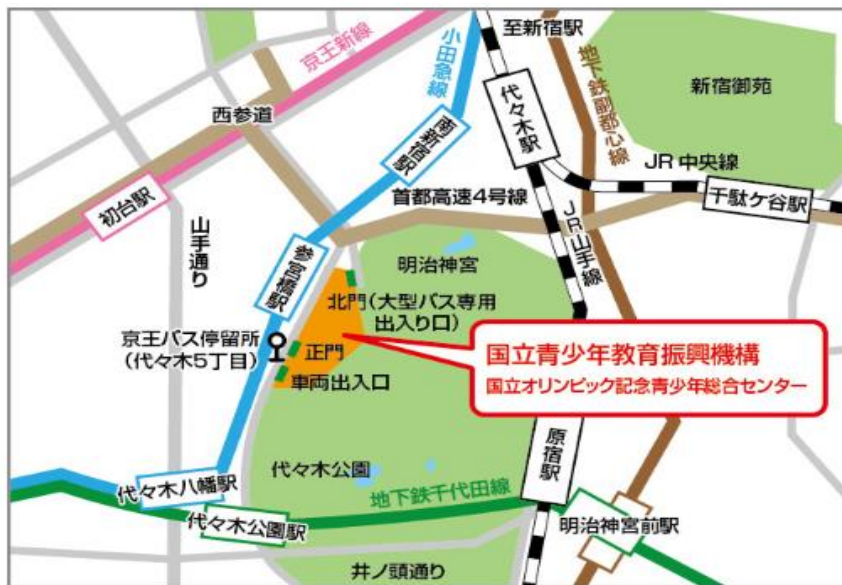 至新宿駅
京王新線
小田急線
新宿御苑
西参道
南新宿駅
代々木駅
地下鉄副都心線
JR中央線
初台駅
首都高速4号線
千駄ケ谷駅
山手通り
参宮橋駅
JR山手線
明治神宮
北門(大型バス専用
出入り口)
京王バス停留所
(代々木5丁目)
正門
車両出入口
国立青少年教育振興機構
国立オリンピック記念青少年総合センター
原宿駅
代々木公園
代々木八幡駅
地下鉄千代田線
代々木公園駅
明治神宮前駅
井ノ頭通り